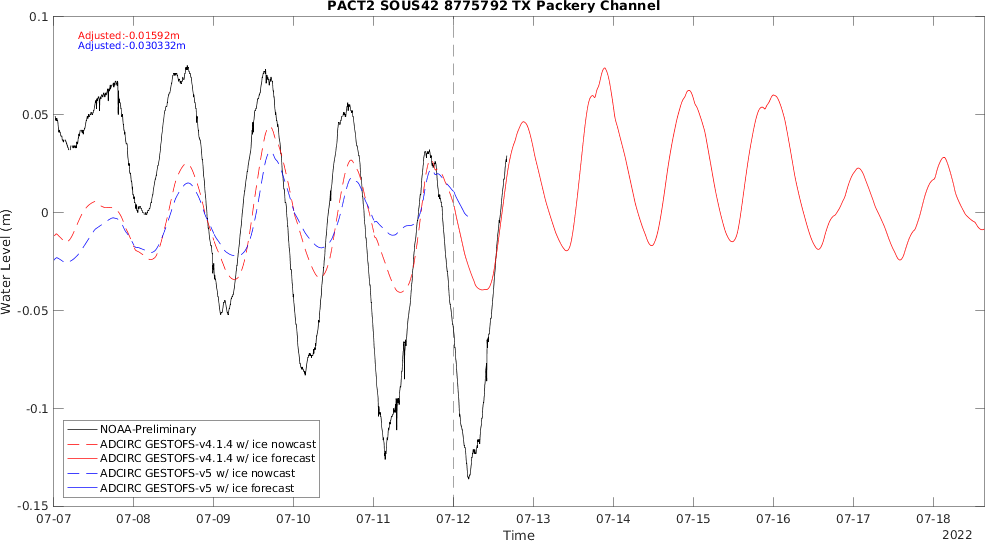 PACT2 SOUS42 8775792 TX Packery Channel
Adjusted:-0.01592m
Adjusted:-0.030332m
0.1
0.05
0
-0.05
-0.1
-0.15
Water Level (m)
NOAA-Preliminary
ADCIRC GESTOFS-v4.1.4 w/ ice nowcast
ADCIRC GESTOFS-v4.1.4 w/ ice forecast
ADCIRC GESTOFS-v5 w/ ice nowcast
ADCIRC GESTOFS-v5 w/ ice forecast
07-07 07-08 07-09 07-10 07-11 07-12 07-13 07-14 07-15 07-16 07-17 07-18
Time
2022